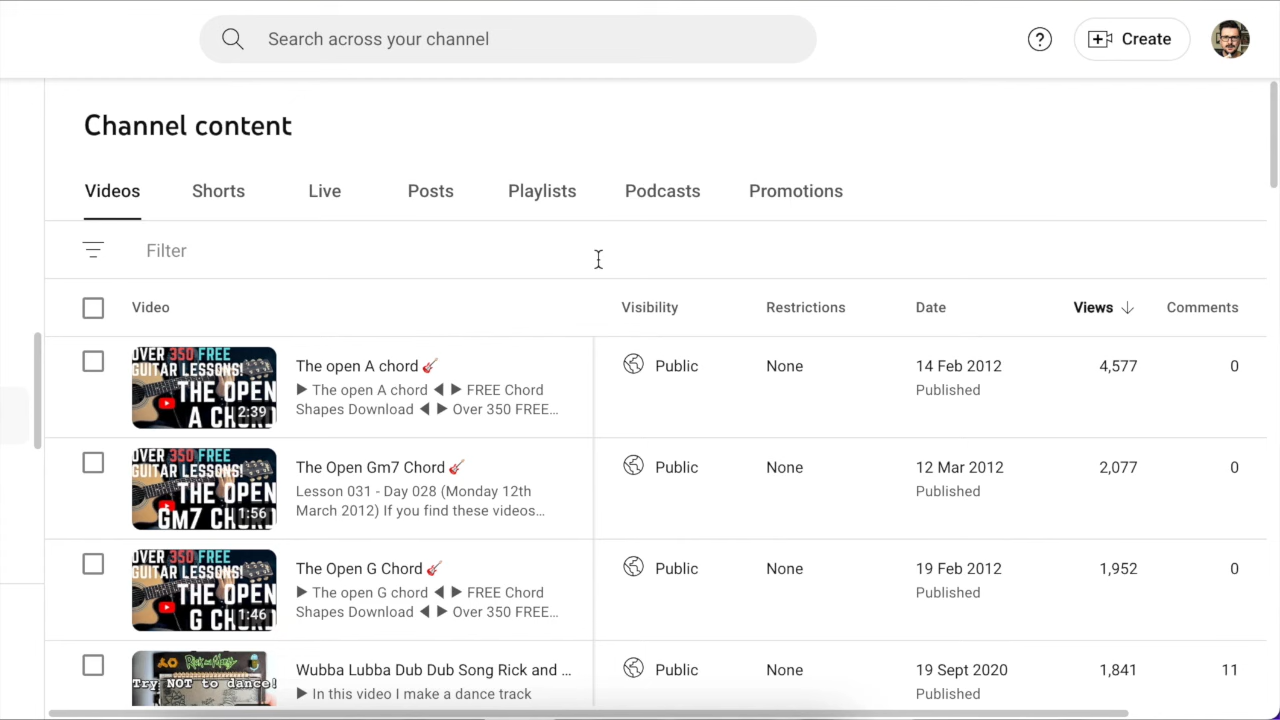 Search across your channel
Create
Channel content
Videos Shorts Live Posts Playlists Podcasts Promotions
Filter
Video Visibility Restrictions Date Views ↓ Comments
OVER 350 FREE
GUITAR LESSONS!
THE OPEN
A CHORD
2:39
The open A chord 🎸
▶ The open A chord ◀ ▶ FREE Chord
Shapes Download ◀ ▶ Over 350 FREE...
Public None 14 Feb 2012 4,577 0
Published
OVER 350 FREE
GUITAR LESSONS!
THE OPEN
GM7 CHORD
1:56
The Open Gm7 Chord 🎸
Lesson 031 - Day 028 (Monday 12th
March 2012) If you find these videos...
Public None 12 Mar 2012 2,077 0
Published
OVER 350 FREE
GUITAR LESSONS!
THE OPEN
G CHORD
1:46
The Open G Chord 🎸
▶ The open G chord ◀ ▶ FREE Chord
Shapes Download ◀ ▶ Over 350 FREE...
Public None 19 Feb 2012 1,952 0
Published
Rick and Morty
Try NOT to dance!
Wubba Lubba Dub Dub Song Rick and ...
▶ In this video I make a dance track
Public None 19 Sept 2020 1,841 11
Published